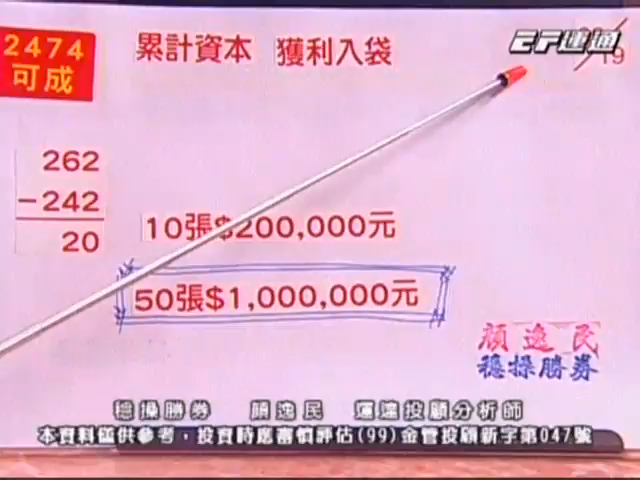 2474
可成
累計資本 獲利入袋
運通
19
262
-242
20
10張$200,000元
50張$1,000,000元
顏逸民
穩操勝券
穩操勝券 顏逸民 運達投顧分析師
本資料僅供參考，投資時應審慎評估(99)金管投顧新字第047號